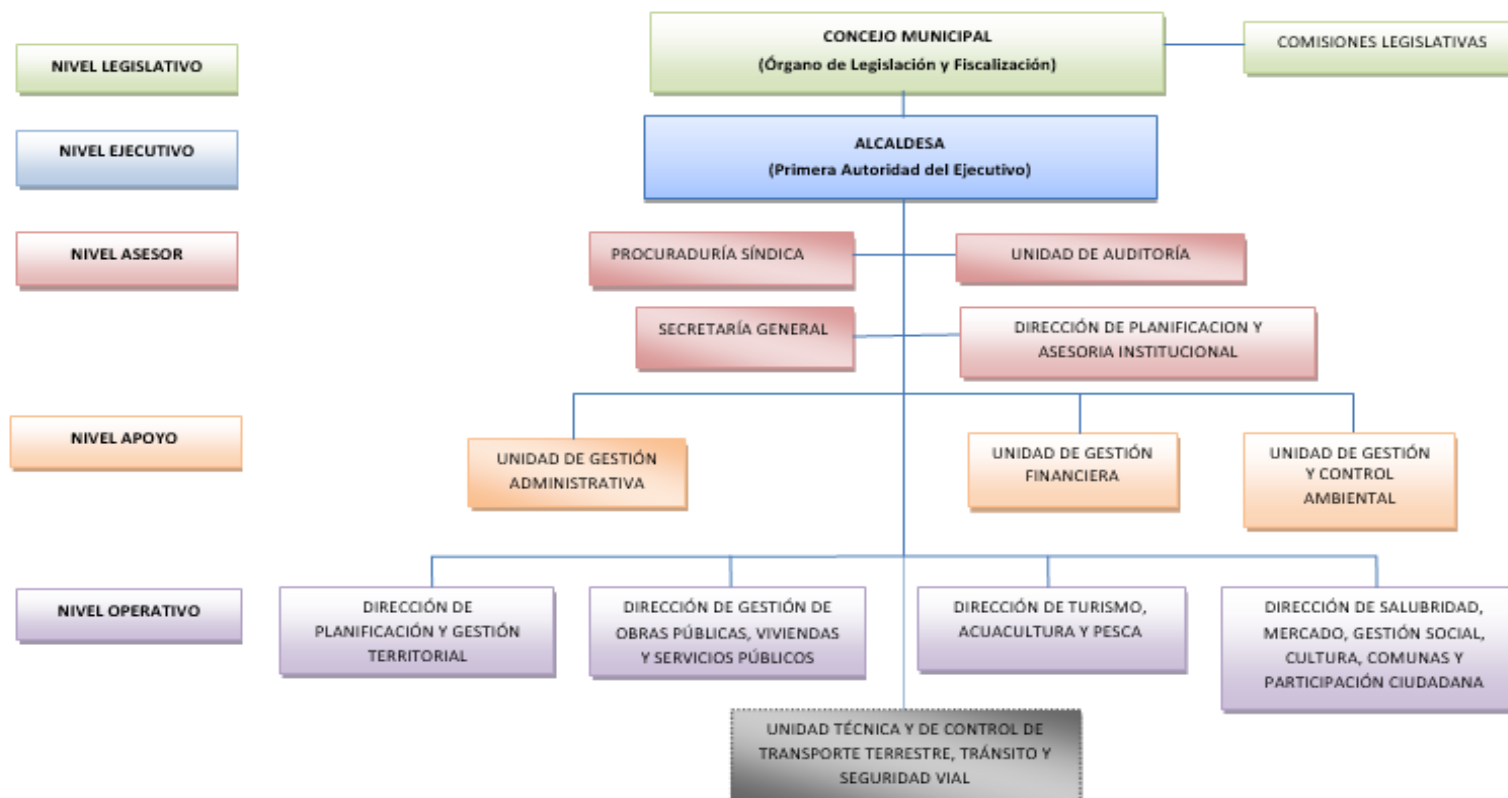 NIVEL LEGISLATIVO
CONCEJO MUNICIPAL
(Órgano de Legislación y Fiscalización)
COMISIONES LEGISLATIVAS
NIVEL EJECUTIVO
ALCALDESA
(Primera Autoridad del Ejecutivo)
NIVEL ASESOR
PROCURADURÍA SÍNDICA
UNIDAD DE AUDITORÍA
SECRETARÍA GENERAL
DIRECCIÓN DE PLANIFICACION Y
ASESORIA INSTITUCIONAL
NIVEL APOYO
UNIDAD DE GESTIÓN
ADMINISTRATIVA
UNIDAD DE GESTIÓN
FINANCIERA
UNIDAD DE GESTIÓN
Y CONTROL
AMBIENTAL
NIVEL OPERATIVO
DIRECCIÓN DE
PLANIFICACIÓN Y GESTIÓN
TERRITORIAL
DIRECCIÓN DE GESTIÓN DE
OBRAS PÚBLICAS, VIVIENDAS
Y SERVICIOS PÚBLICOS
DIRECCIÓN DE TURISMO,
ACUACULTURA Y PESCA
DIRECCIÓN DE SALUBRIDAD,
MERCADO, GESTIÓN SOCIAL,
CULTURA, COMUNAS Y
PARTICIPACIÓN CIUDADANA
UNIDAD TÉCNICA Y DE CONTROL DE
TRANSPORTE TERRESTRE, TRÁNSITO Y
SEGURIDAD VIAL